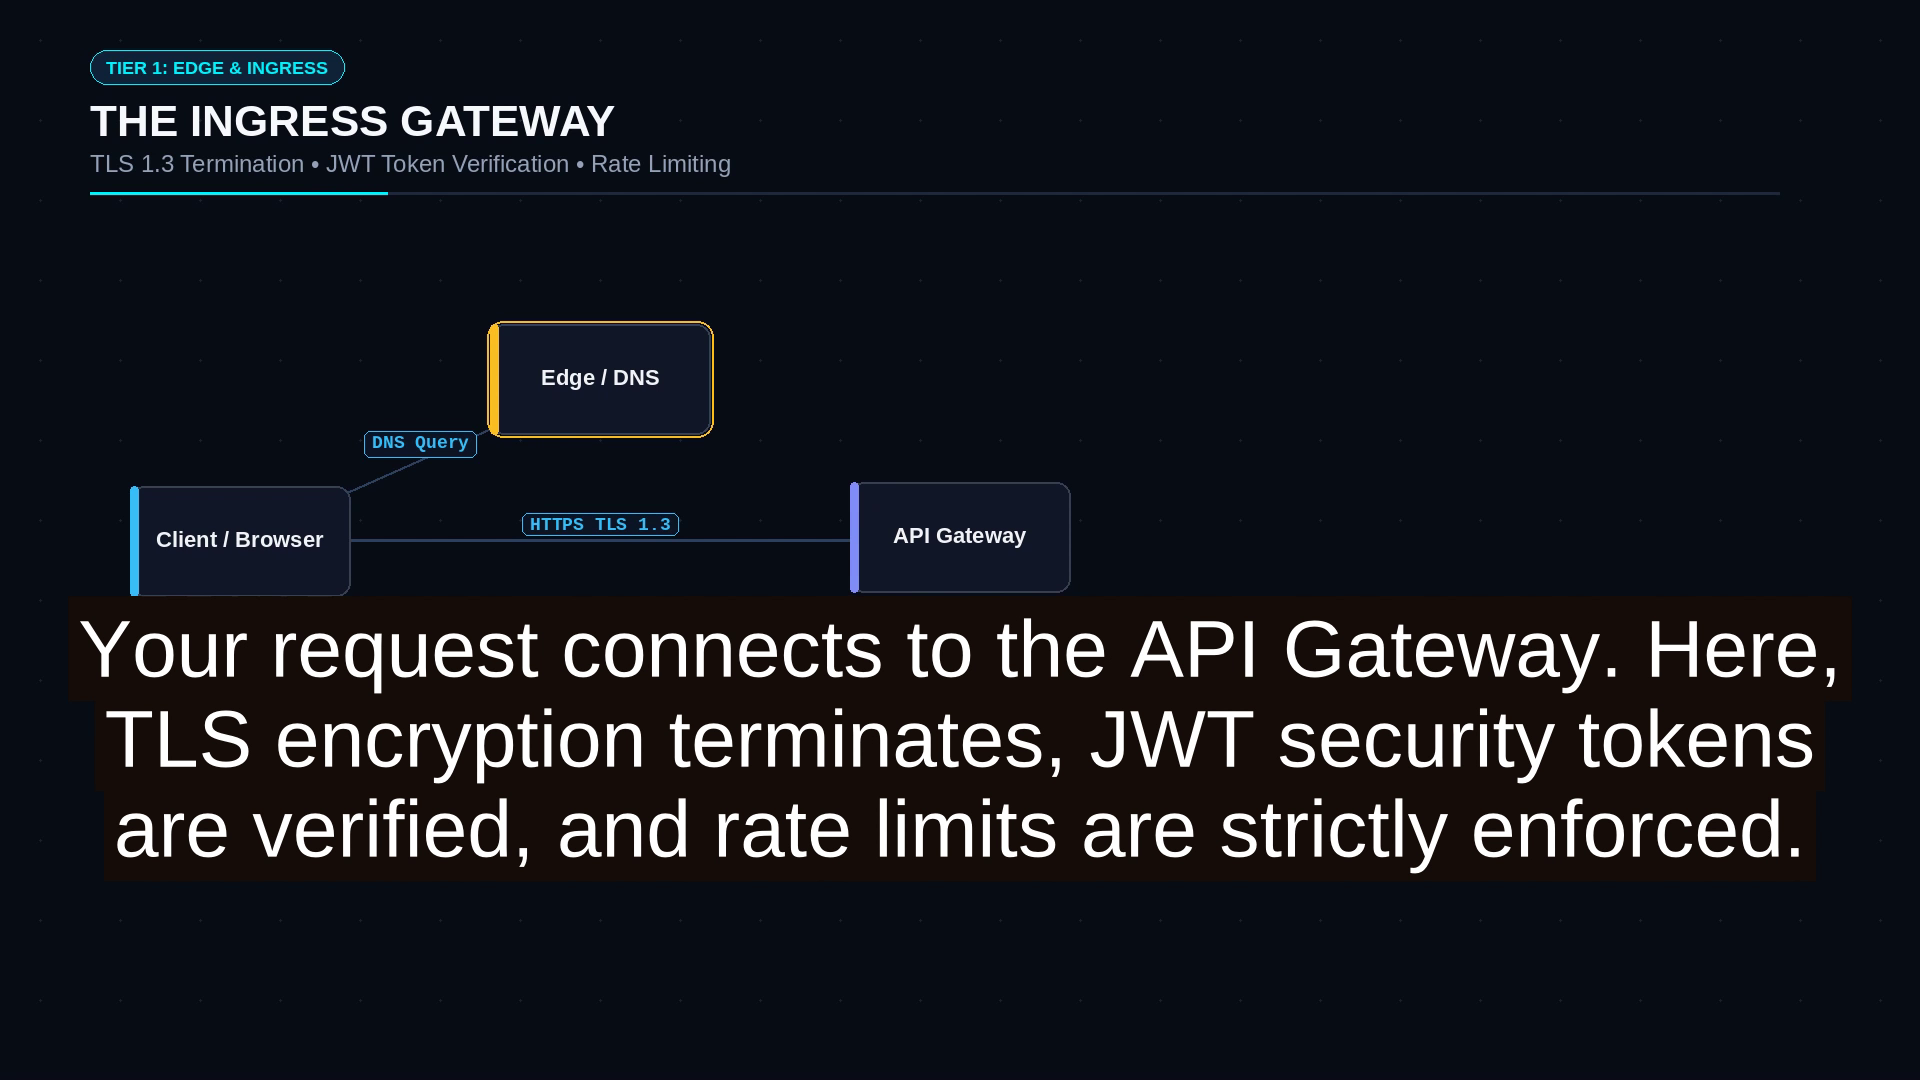 TIER 1: EDGE & INGRESS
THE INGRESS GATEWAY
TLS 1.3 Termination • JWT Token Verification • Rate Limiting
Edge / DNS
DNS Query
Client / Browser
HTTPS TLS 1.3
API Gateway
Your request connects to the API Gateway. Here,
TLS encryption terminates, JWT security tokens
are verified, and rate limits are strictly enforced.